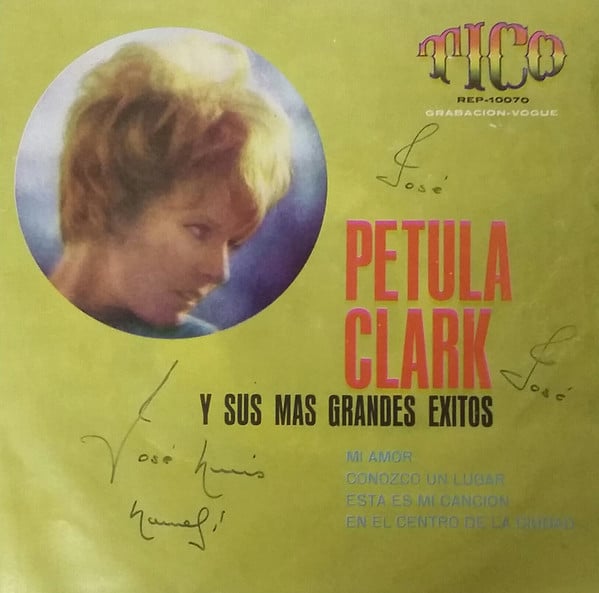 TICO
REP-10070
GRABACION-VOGUE
José
PETULA
CLARK
José
Y SUS MAS GRANDES EXITOS
José Luis
MI AMOR
CONOZCO UN LUGAR
ESTA ES MI CANCION
EN EL CENTRO DE LA CIUDAD